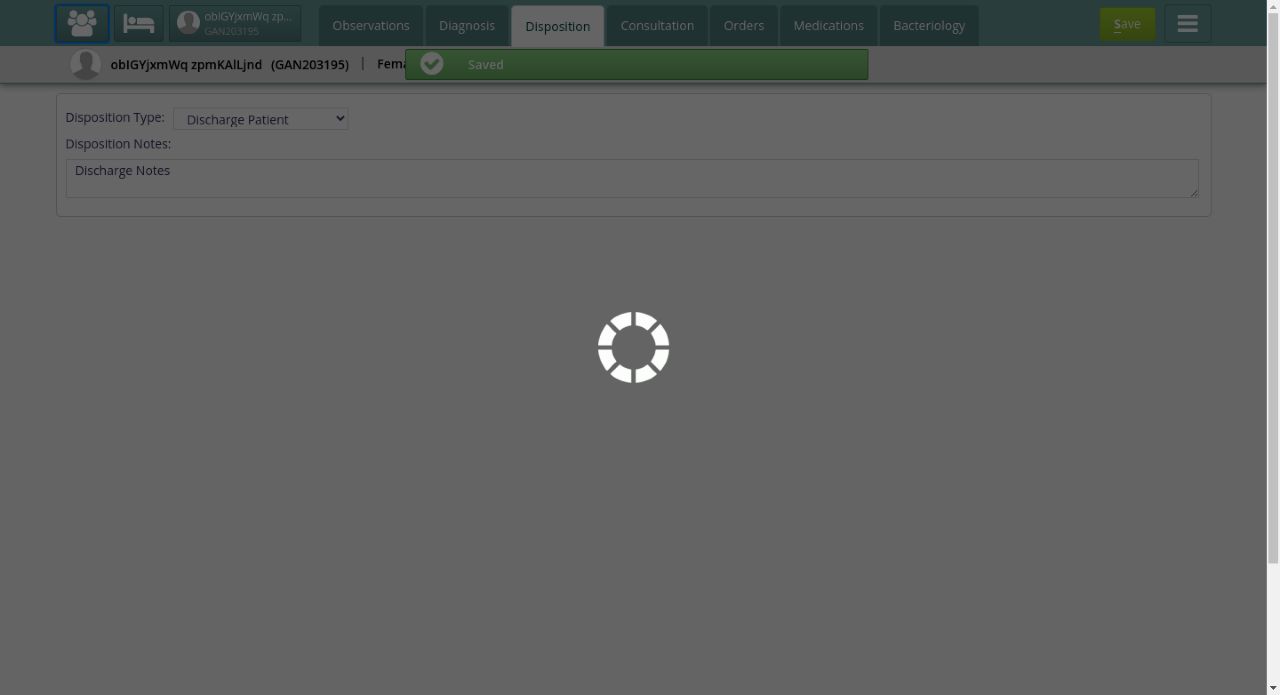 obIGYjxmWq zp...
GAN203195
Observations
Diagnosis
Disposition
Consultation
Orders
Medications
Bacteriology
Save
obIGYjxmWq zpmKAlLjnd (GAN203195) | Fema
Saved
Disposition Type: Discharge Patient
Disposition Notes:
Discharge Notes